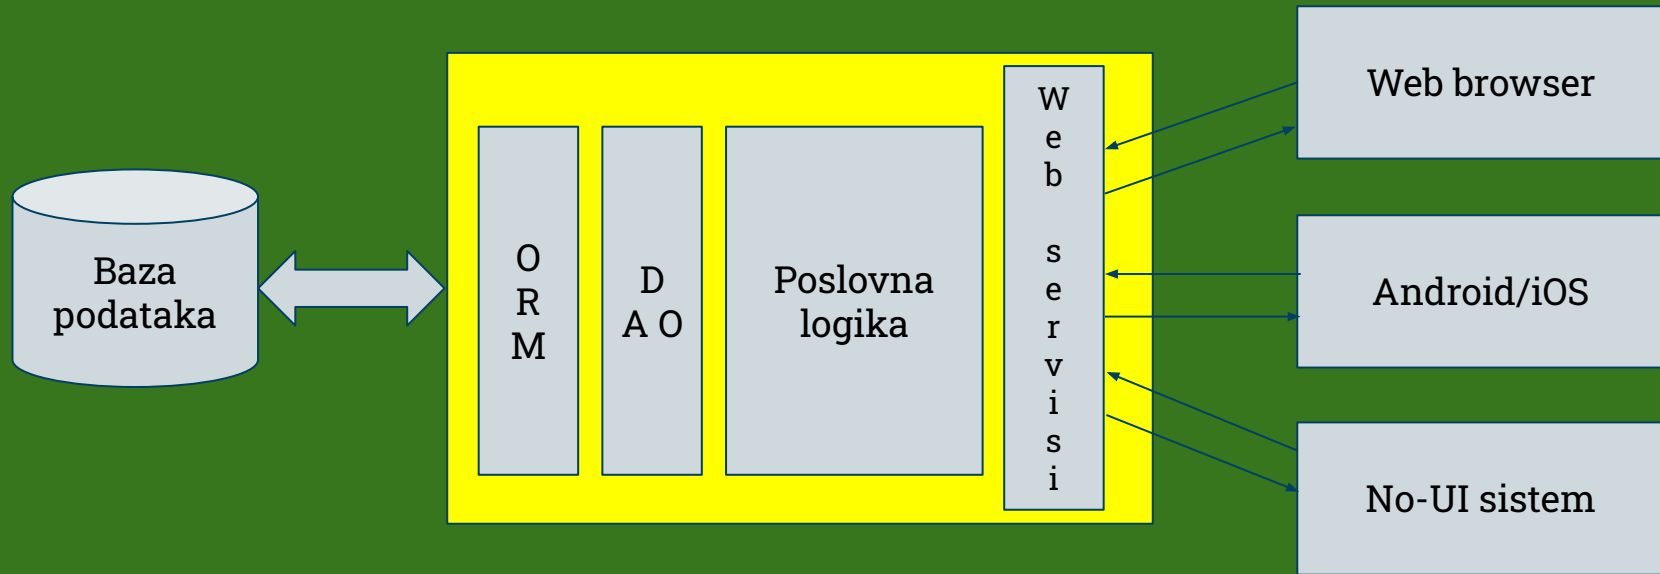 Baza
podataka
O
R
M
D
A O
Poslovna
logika
W
e
b
s
e
r
v
i
s
i
Web browser
Android/iOS
No-UI sistem